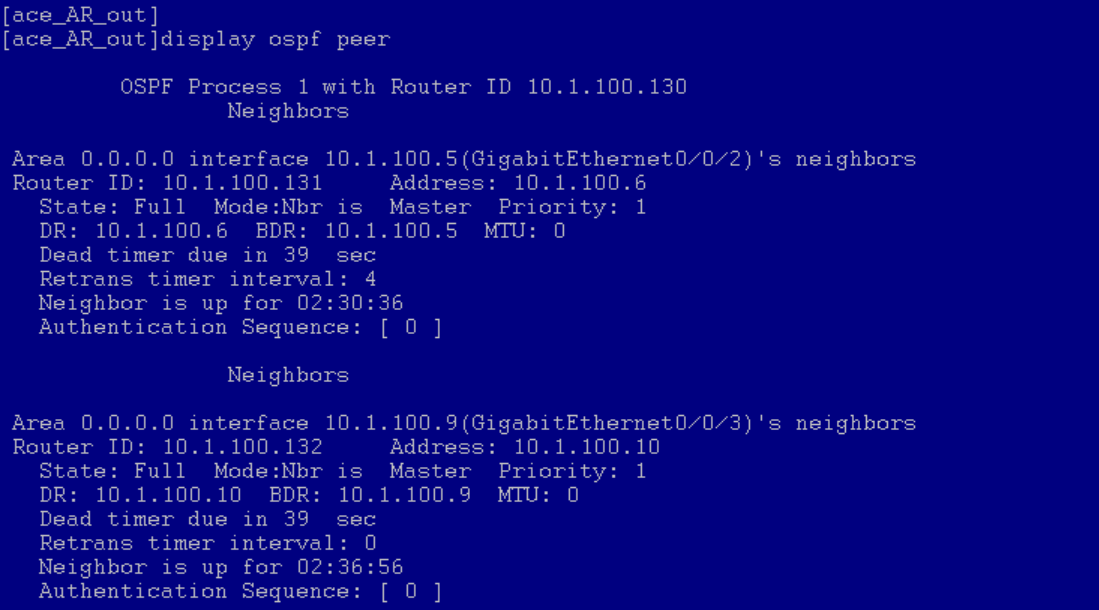 [ace_AR_out]
[ace_AR_out]display ospf peer
OSPF Process 1 with Router ID 10.1.100.130
Neighbors
Area 0.0.0.0 interface 10.1.100.5(GigabitEthernet0/0/2)'s neighbors
Router ID: 10.1.100.131 Address: 10.1.100.6
State: Full Mode:Nbr is Master Priority: 1
DR: 10.1.100.6 BDR: 10.1.100.5 MTU: 0
Dead timer due in 39 sec
Retrans timer interval: 4
Neighbor is up for 02:30:36
Authentication Sequence: [ 0 ]
Neighbors
Area 0.0.0.0 interface 10.1.100.9(GigabitEthernet0/0/3)'s neighbors
Router ID: 10.1.100.132 Address: 10.1.100.10
State: Full Mode:Nbr is Master Priority: 1
DR: 10.1.100.10 BDR: 10.1.100.9 MTU: 0
Dead timer due in 39 sec
Retrans timer interval: 0
Neighbor is up for 02:36:56
Authentication Sequence: [ 0 ]